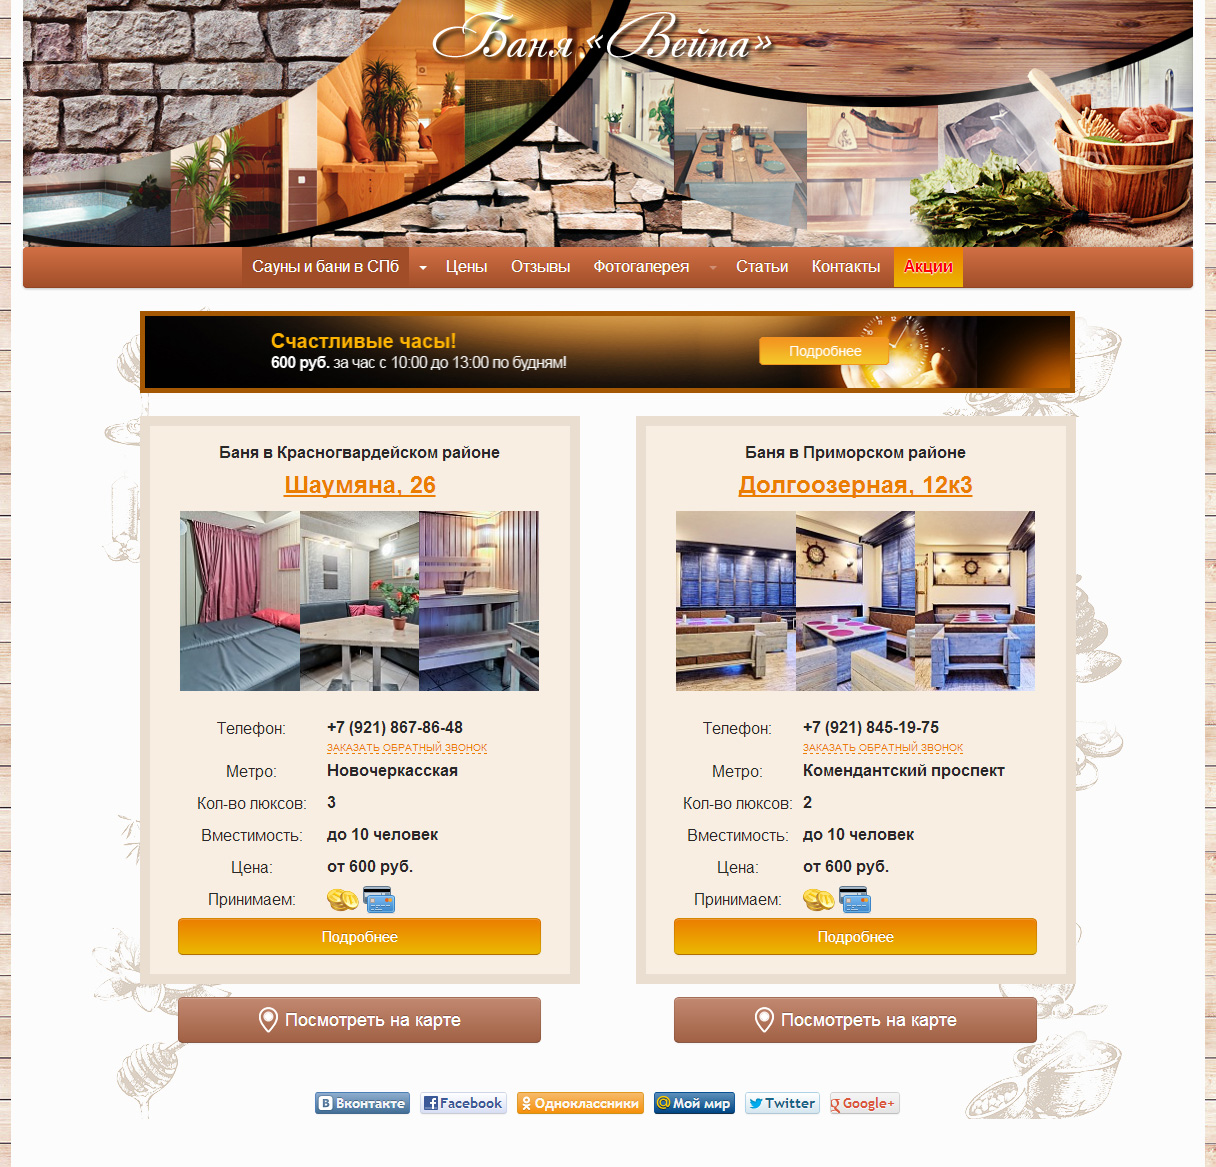 Баня «Вейпа»
Сауны и бани в СПб Цены Отзывы Фотогалерея Статьи Контакты Акции
Счастливые часы!
600 руб. за час с 10:00 до 13:00 по будням!
Подробнее
Баня в Красногвардейском районе
Шаумяна, 26
Телефон: +7 (921) 867-86-48
ЗАКАЗАТЬ ОБРАТНЫЙ ЗВОНОК
Метро: Новочеркасская
Кол-во люксов: 3
Вместимость: до 10 человек
Цена: от 600 руб.
Принимаем:
Подробнее
Посмотреть на карте
Баня в Приморском районе
Долгоозерная, 12к3
Телефон: +7 (921) 845-19-75
ЗАКАЗАТЬ ОБРАТНЫЙ ЗВОНОК
Метро: Комендантский проспект
Кол-во люксов: 2
Вместимость: до 10 человек
Цена: от 600 руб.
Принимаем:
Подробнее
Посмотреть на карте
Вконтакте Facebook Одноклассники Мой мир Twitter Google+